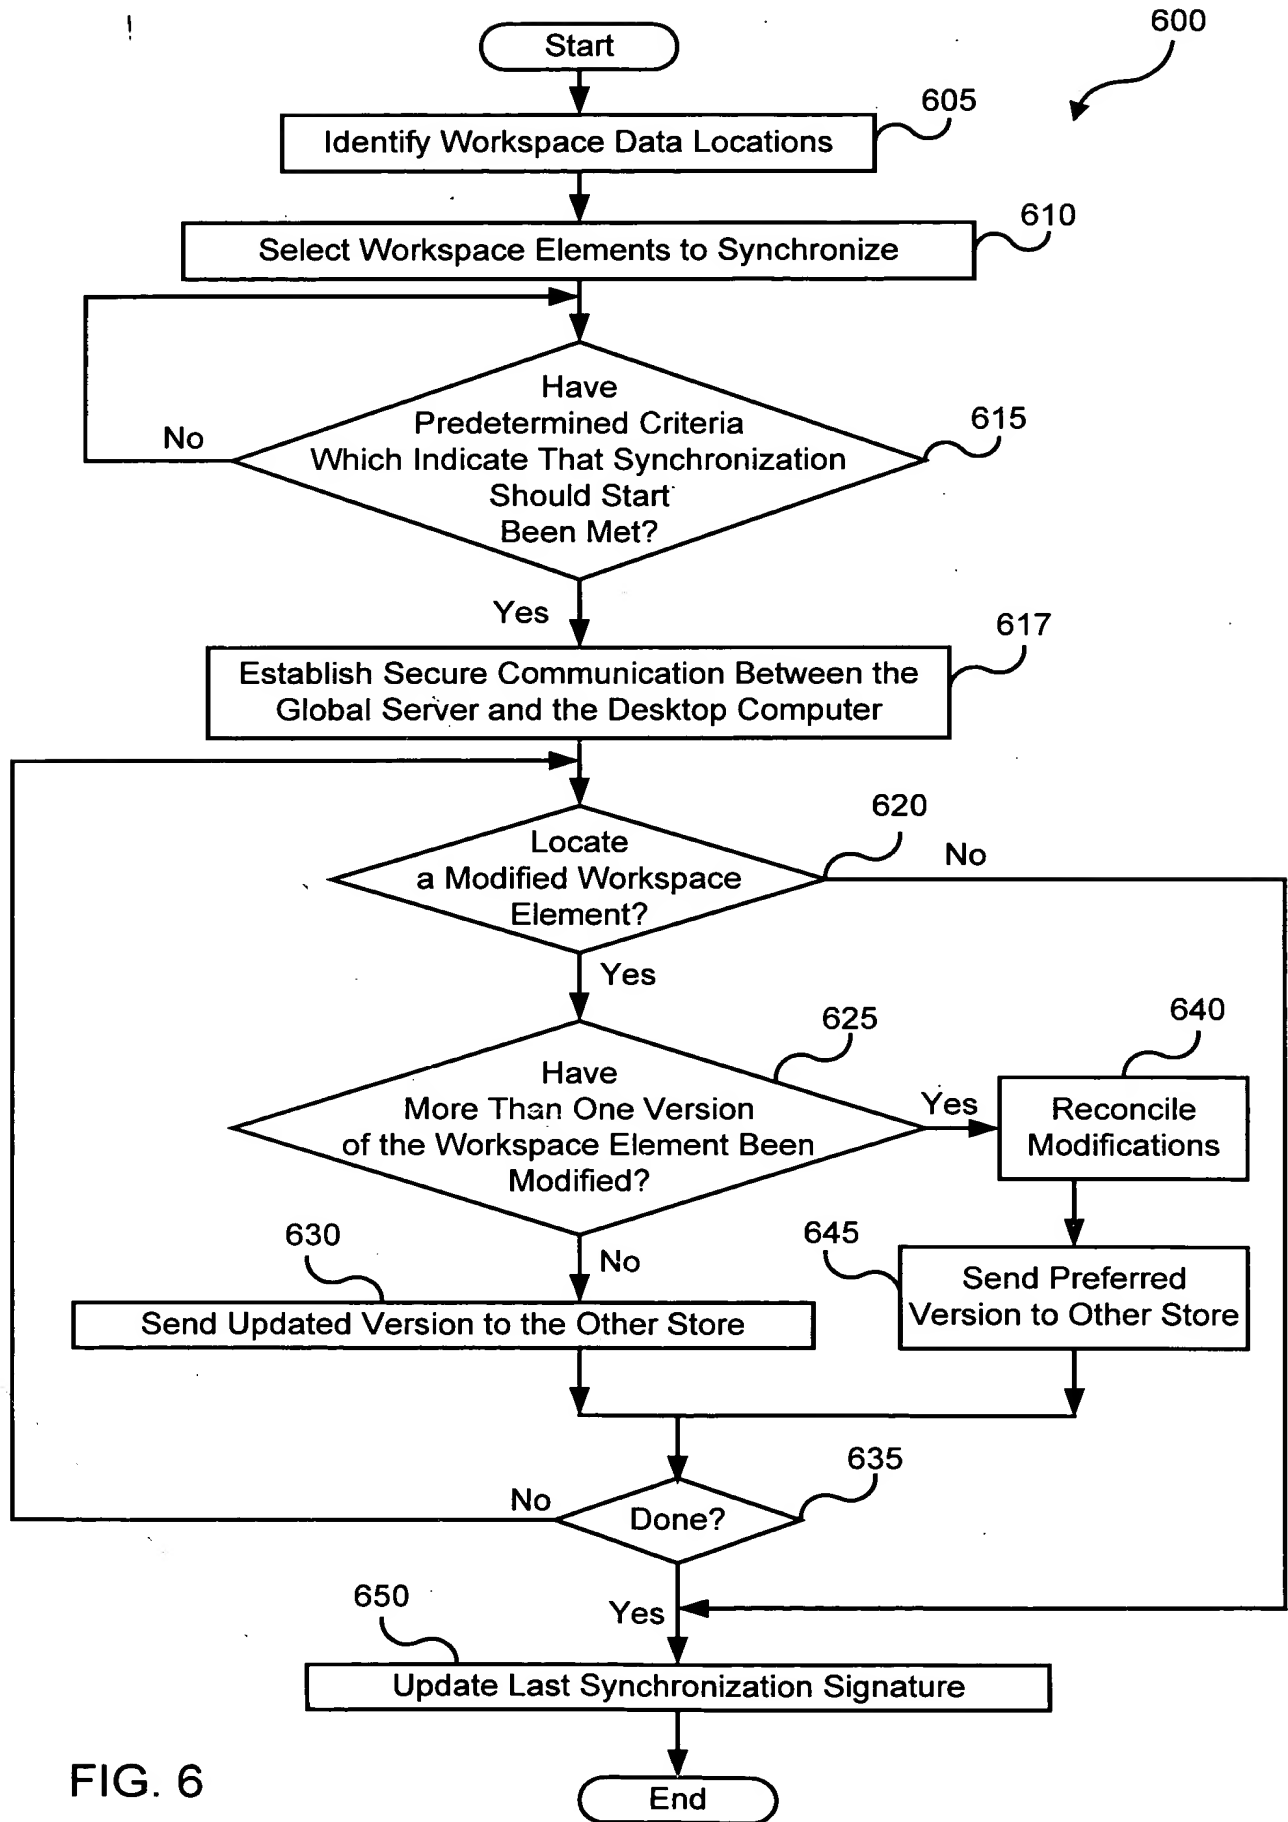 600
Start
605
Identify Workspace Data Locations
610
Select Workspace Elements to Synchronize
Have
Predetermined Criteria
Which Indicate That Synchronization
Should Start
Been Met?
615
No
Yes
617
Establish Secure Communication Between the
Global Server and the Desktop Computer
620
Locate
a Modified Workspace
Element?
No
Yes
625
Have
More Than One Version
of the Workspace Element Been
Modified?
Yes
640
Reconcile
Modifications
No
630
Send Updated Version to the Other Store
645
Send Preferred
Version to Other Store
635
Done?
No
Yes
650
Update Last Synchronization Signature
End
FIG. 6